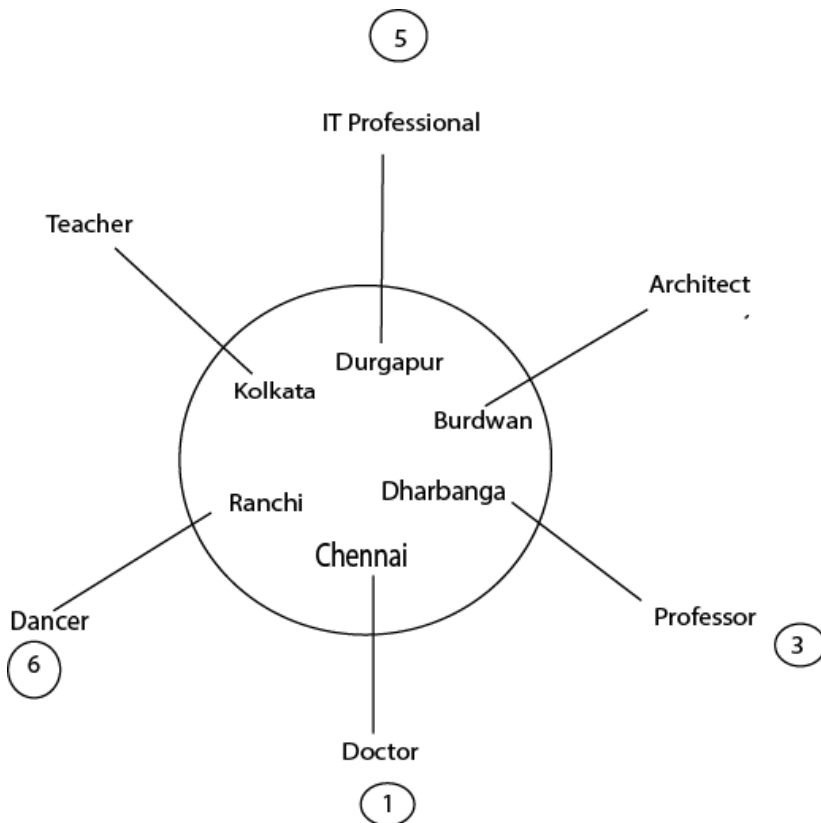 5
IT Professional
Teacher
Architect
Durgapur
Kolkata
Burdwan
Dharbanga
Ranchi
Chennai
Dancer
Professor
3
6
Doctor
1